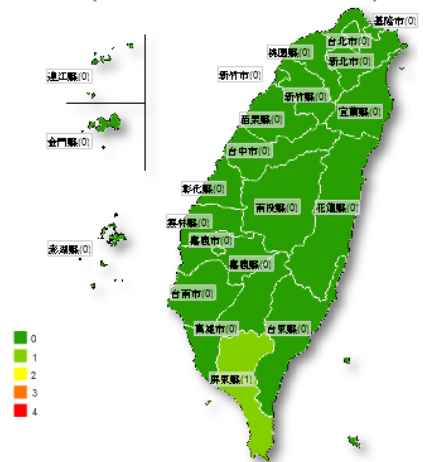 基隆市(0)
台北市(0)
桃園縣(0)
新北市(0)
連江縣(0)
新竹市(0)
新竹縣(0)
宜蘭縣(0)
苗栗縣(0)
金門縣(0)
台中市(0)
彰化縣(0)
南投縣(0)
花蓮縣(0)
雲林縣(0)
嘉義市(0)
澎湖縣(0)
嘉義縣(0)
台南市(0)
高雄市(0)
台東縣(0)
屏東縣(1)
0
1
2
3
4